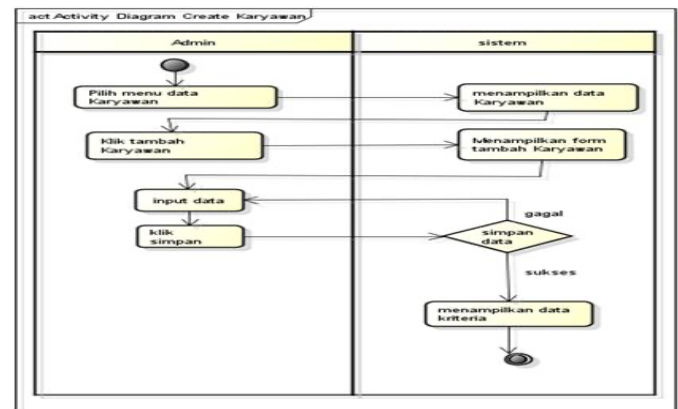 act Activity Diagram Create Karyawan
Admin
sistem
Pilih menu data
Karyawan
menampilkan data
Karyawan
Klik tambah
Karyawan
Menampilkan form
tambah Karyawan
input data
klik
simpan
gagal
simpan
data
sukses
menampilkan data
kriteria